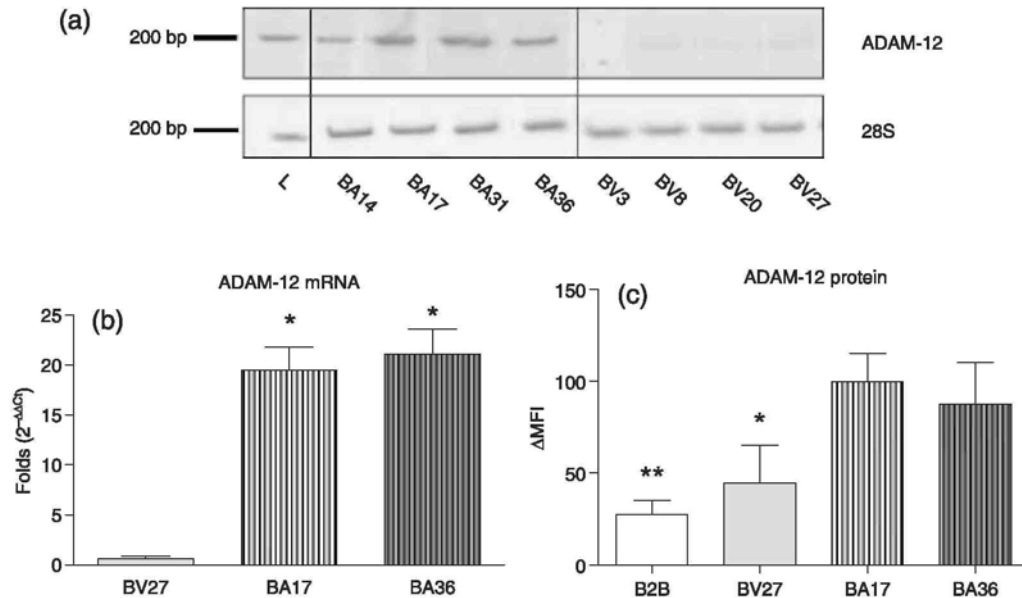 (a)
200 bp
ADAM-12
200 bp
28S
L BA14 BA17 BA31 BA36 BV3 BV8 BV20 BV27
ADAM-12 mRNA
(b)
25
20
15
10
5
0
Folds (2^–ΔΔCt)
* *
BV27 BA17 BA36
ADAM-12 protein
(c)
150
100
50
0
ΔMFI
** *
B2B BV27 BA17 BA36